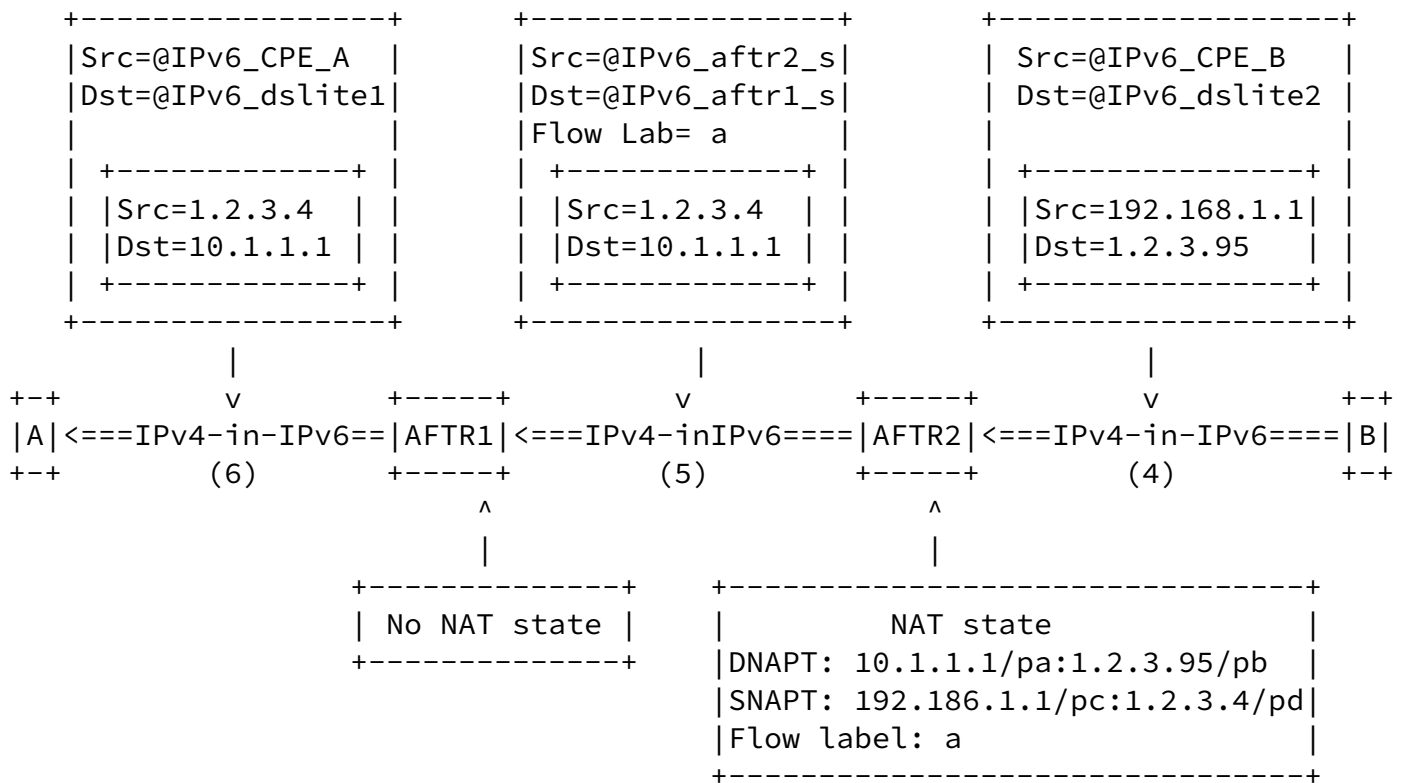 Src=@IPv6_CPE_A Src=@IPv6_aftr2_s Src=@IPv6_CPE_B
Dst=@IPv6_dslite1 Dst=@IPv6_aftr1_s Dst=@IPv6_dslite2
Flow Lab= a
Src=1.2.3.4 Src=1.2.3.4 Src=192.168.1.1
Dst=10.1.1.1 Dst=10.1.1.1 Dst=1.2.3.95
|A|<===IPv4-in-IPv6==|AFTR1|<===IPv4-inIPv6====|AFTR2|<===IPv4-in-IPv6====|B|
(6) (5) (4)
No NAT state NAT state
DNAPT: 10.1.1.1/pa:1.2.3.95/pb
SNAPT: 192.186.1.1/pc:1.2.3.4/pd
Flow label: a